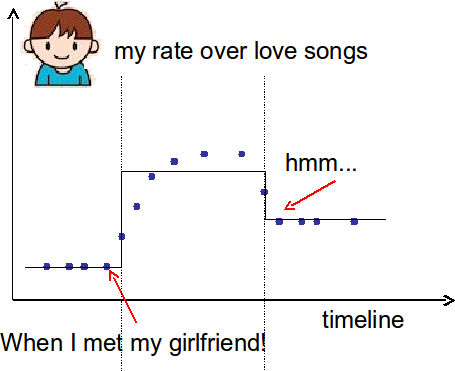 my rate over love songs
hmm...
timeline
When I met my girlfriend!